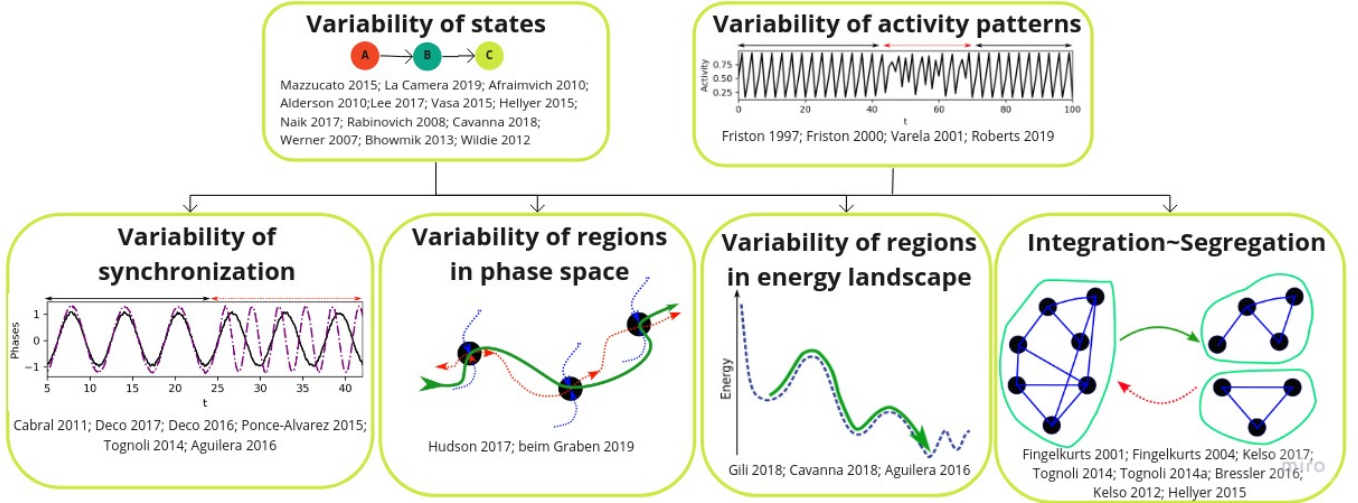 Variability of states
A B C
Mazzucato 2015; La Camera 2019; Afraimvich 2010;
Alderson 2010;Lee 2017; Vasa 2015; Hellyer 2015;
Naik 2017; Rabinovich 2008; Cavanna 2018;
Werner 2007; Bhowmik 2013; Wildie 2012
Variability of activity patterns
Activity
0.75
0.50
0.25
0 20 40 60 80 100
t
Friston 1997; Friston 2000; Varela 2001; Roberts 2019
Variability of
synchronization
Phases
1
0
−1
5 10 15 20 25 30 35 40
t
Cabral 2011; Deco 2017; Deco 2016; Ponce-Alvarez 2015;
Tognoli 2014; Aguilera 2016
Variability of regions
in phase space
Hudson 2017; beim Graben 2019
Variability of regions
in energy landscape
Energy
Gili 2018; Cavanna 2018; Aguilera 2016
Integration~Segregation
Fingelkurts 2001; Fingelkurts 2004; Kelso 2017;
Tognoli 2014; Tognoli 2014a; Bressler 2016;
Kelso 2012; Hellyer 2015
miro